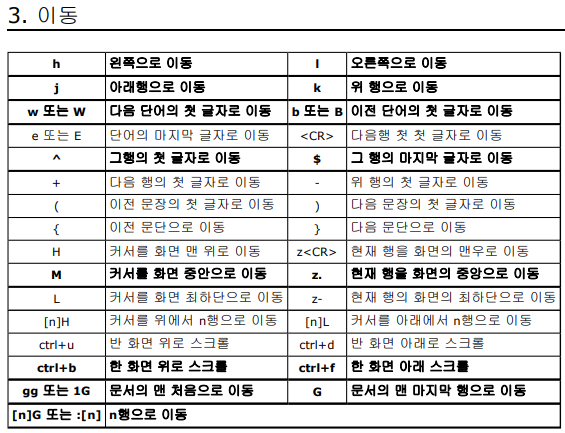 3. 이동
h 왼쪽으로 이동 l 오른쪽으로 이동
j 아래행으로 이동 k 위 행으로 이동
w 또는 W 다음 단어의 첫 글자로 이동 b 또는 B 이전 단어의 첫 글자로 이동
e 또는 E 단어의 마지막 글자로 이동 <CR> 다음행 첫 첫 글자로 이동
^ 그행의 첫 글자로 이동 $ 그 행의 마지막 글자로 이동
+ 다음 행의 첫 글자로 이동 - 위 행의 첫 글자로 이동
( 이전 문장의 첫 글자로 이동 ) 다음 문장의 첫 글자로 이동
{ 이전 문단으로 이동 } 다음 문단으로 이동
H 커서를 화면 맨 위로 이동 z<CR> 현재 행을 화면의 맨우로 이동
M 커서를 화면 중안으로 이동 z. 현재 행을 화면의 중앙으로 이동
L 커서를 화면 최하단으로 이동 z- 현재 행의 화면의 최하단으로 이동
[n]H 커서를 위에서 n행으로 이동 [n]L 커서를 아래에서 n행으로 이동
ctrl+u 반 화면 위로 스크롤 ctrl+d 반 화면 아래로 스크롤
ctrl+b 한 화면 위로 스크롤 ctrl+f 한 화면 아래 스크롤
gg 또는 1G 문서의 맨 처음으로 이동 G 문서의 맨 마지막 행으로 이동
[n]G 또는 :[n] n행으로 이동